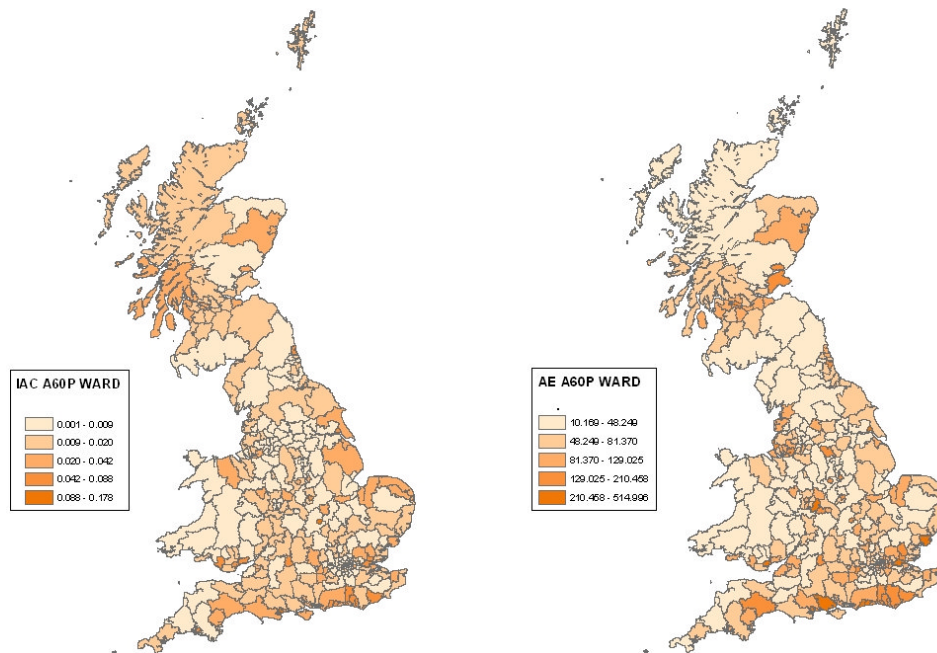 IAC A60P WARD
0.001 - 0.009
0.009 - 0.020
0.020 - 0.042
0.042 - 0.088
0.088 - 0.178
AE A60P WARD
10.169 - 48.249
48.249 - 81.370
81.370 - 129.025
129.025 - 210.458
210.458 - 514.996